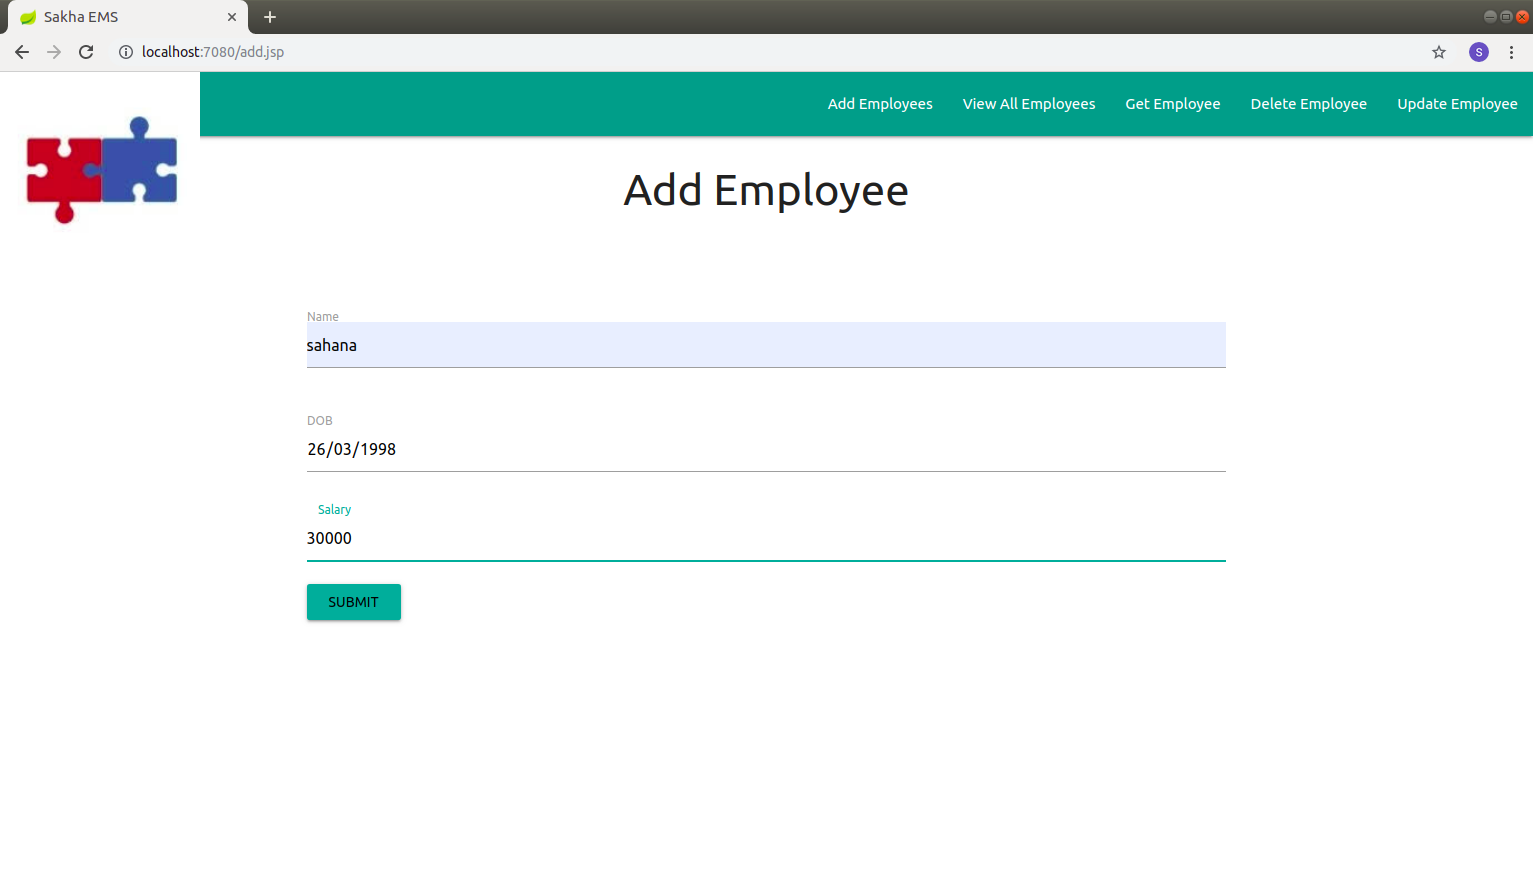 Sakha EMS
localhost:7080/add.jsp
S
Add Employees View All Employees Get Employee Delete Employee Update Employee
Add Employee
Name
sahana
DOB
26/03/1998
Salary
30000
SUBMIT